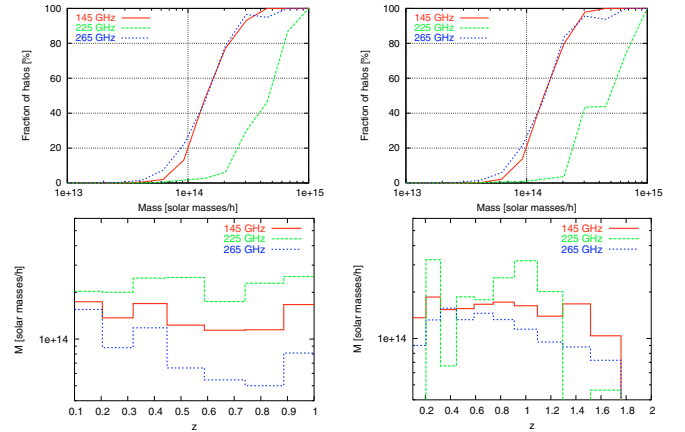 145 GHz
225 GHz
265 GHz
Fraction of halos [%]
100
80
60
40
20
0
1e+13
1e+14
1e+15
Mass [solar masses/h]
145 GHz
225 GHz
265 GHz
Fraction of halos [%]
100
80
60
40
20
0
1e+13
1e+14
1e+15
Mass [solar masses/h]
145 GHz
225 GHz
265 GHz
M [solar masses/h]
1e+14
0.1 0.2 0.3 0.4 0.5 0.6 0.7 0.8 0.9 1
z
145 GHz
225 GHz
265 GHz
M [solar masses/h]
1e+14
0.2 0.4 0.6 0.8 1 1.2 1.4 1.6 1.8 2
z